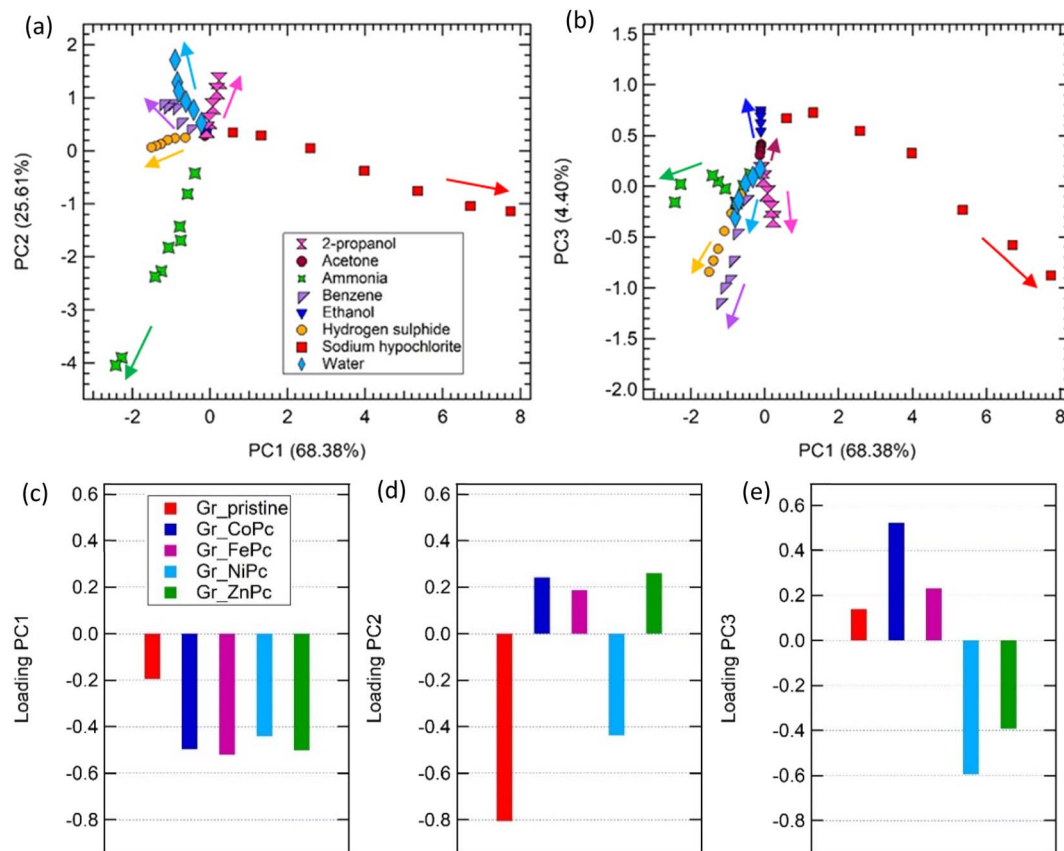 (a)
2
1
0
-1
-2
-3
-4
PC2 (25.61%)
-2
0
2
4
6
8
PC1 (68.38%)
2-propanol
Acetone
Ammonia
Benzene
Ethanol
Hydrogen sulphide
Sodium hypochlorite
Water
(b)
1.5
1.0
0.5
0.0
-0.5
-1.0
-1.5
-2.0
PC3 (4.40%)
-2
0
2
4
6
8
PC1 (68.38%)
(c)
0.6
0.4
0.2
0.0
-0.2
-0.4
-0.6
-0.8
Loading PC1
Gr_pristine
Gr_CoPc
Gr_FePc
Gr_NiPc
Gr_ZnPc
(d)
0.6
0.4
0.2
0.0
-0.2
-0.4
-0.6
-0.8
Loading PC2
(e)
0.6
0.4
0.2
0.0
-0.2
-0.4
-0.6
-0.8
Loading PC3